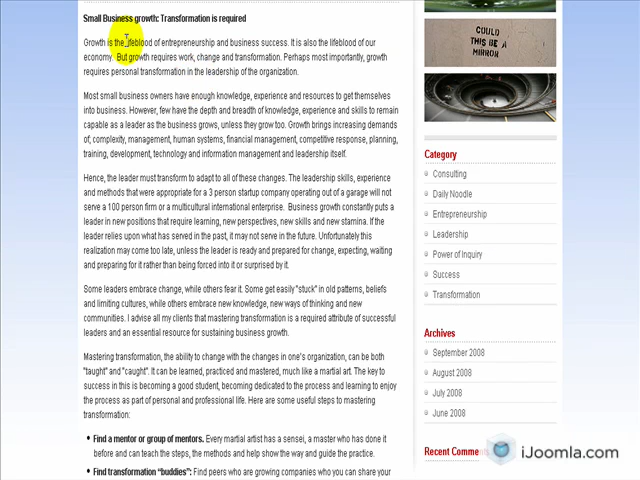 Small Business growth: Transformation is required
Growth is the lifeblood of entrepreneurship and business success. It is also the lifeblood of our
economy. But growth requires work, change and transformation. Perhaps most importantly, growth
requires personal transformation in the leadership of the organization.
Most small business owners have enough knowledge, experience and resources to get themselves
into business. However, few have the depth and breadth of knowledge, experience and skills to remain
capable as a leader as the business grows, unless they grow too. Growth brings increasing demands
of, complexity, management, human systems, financial management, competitive response, planning,
training, development, technology and information management and leadership itself.
Hence, the leader must transform to adapt to all of these changes. The leadership skills, experience
and methods that were appropriate for a 3 person startup company operating out of a garage will not
serve a 100 person firm or a multicultural international enterprise. Business growth constantly puts a
leader in new positions that require learning, new perspectives, new skills and new stamina. If the
leader relies upon what has served in the past, it may not serve in the future. Unfortunately this
realization may come too late, unless the leader is ready and prepared for change, expecting, waiting
and preparing for it rather than being forced into it or surprised by it.
Some leaders embrace change, while others fear it. Some get easily "stuck" in old patterns, beliefs
and limiting cultures, while others embrace new knowledge, new ways of thinking and new
communities. I advise all my clients that mastering transformation is a required attribute of successful
leaders and an essential resource for sustaining business growth.
Mastering transformation, the ability to change with the changes in one's organization, can be both
"taught" and "caught". It can be learned, practiced and mastered, much like a martial art. The key to
success in this is becoming a good student, becoming dedicated to the process and learning to enjoy
the process as part of personal and professional life. Here are some useful steps to mastering
transformation:
• Find a mentor or group of mentors. Every martial artist has a sensei, a master who has done it
before and can teach the steps, the methods and help show the way and guide the practice.
• Find transformation "buddies": Find peers who are growing companies who you can share your
COULD
THIS BE A
MIRROR
Category
Consulting
Daily Noodle
Entrepreneurship
Leadership
Power of Inquiry
Success
Transformation
Archives
September 2008
August 2008
July 2008
June 2008
Recent Comme
iJoomla.com